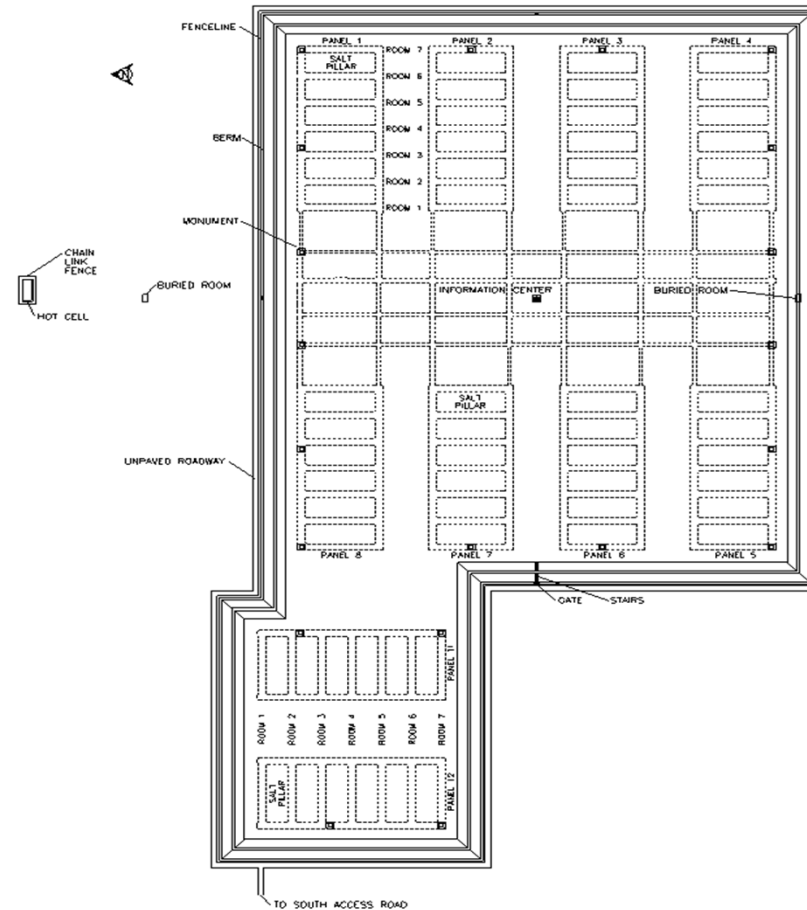 FENCELINE
PANEL 1
PANEL 2
PANEL 3
PANEL 4
ROOM 7
SALT
PILLAR
N
ROOM 6
ROOM 5
ROOM 4
BERM
ROOM 3
ROOM 2
ROOM 1
MONUMENT
CHAIN
LINK
FENCE
BURIED ROOM
INFORMATION CENTER
BURIED ROOM
HOT CELL
SALT
PILLAR
UNPAVED ROADWAY
PANEL 8
PANEL 7
PANEL 6
PANEL 5
GATE
STAIRS
PANEL 11
ROOM 1
ROOM 2
ROOM 3
ROOM 4
ROOM 5
ROOM 6
ROOM 7
SALT
PILLAR
PANEL 12
TO SOUTH ACCESS ROAD